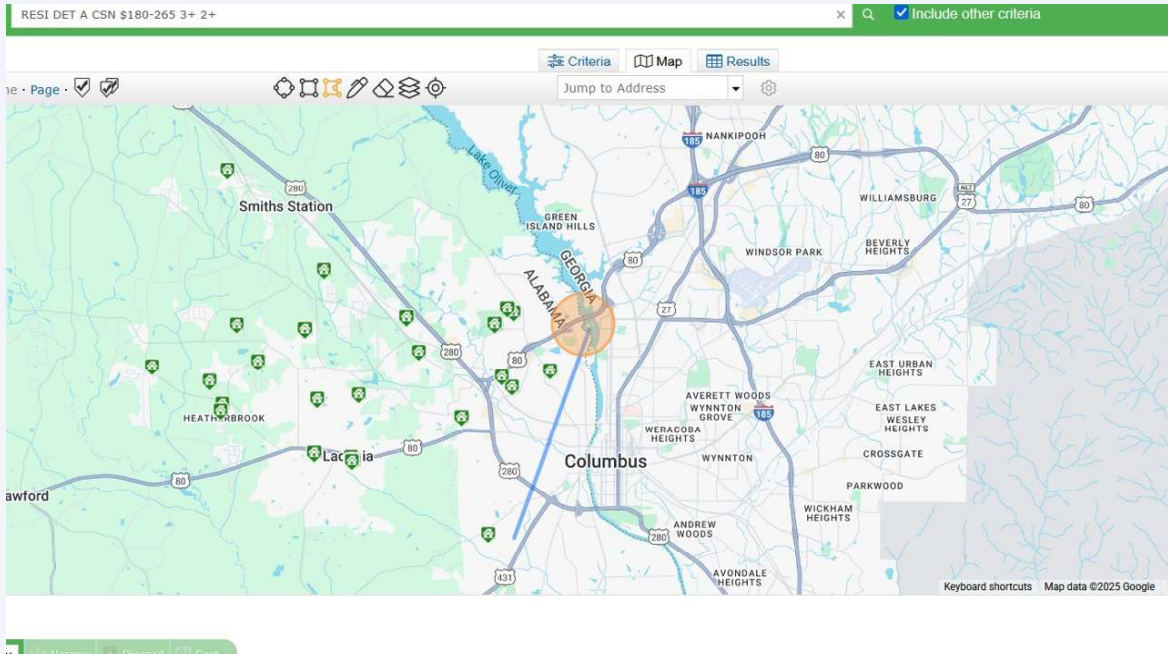 RESI DET A CSN $180-265 3+ 2+
Include other criteria
Criteria
Map
Results
Page
Jump to Address
NANKIPOOH
185
80
Lake Oliver
280
Smiths Station
185
WILLIAMSBURG
ALT
27
80
GREEN
ISLAND HILLS
GEORGIA
ALABAMA
80
WINDSOR PARK
BEVERLY
HEIGHTS
27
280
80
EAST URBAN
HEIGHTS
HEATHERBROOK
AVERETT WOODS
WYNNTON
GROVE
185
EAST LAKES
WESLEY
HEIGHTS
WERACOBA
HEIGHTS
80
Columbus
WYNNTON
CROSSGATE
280
80
PARKWOOD
awford
WICKHAM
HEIGHTS
ANDREW
WOODS
280
431
AVONDALE
HEIGHTS
Keyboard shortcuts
Map data ©2025 Google